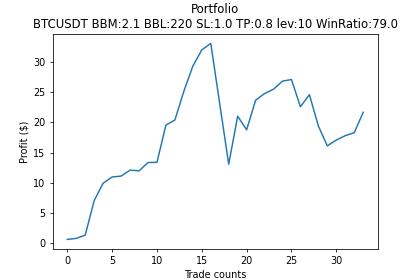 Portfolio
BTCUSDT BBM:2.1 BBL:220 SL:1.0 TP:0.8 lev:10 WinRatio:79.0
30
25
20
15
10
5
0
Profit ($)
0 5 10 15 20 25 30
Trade counts